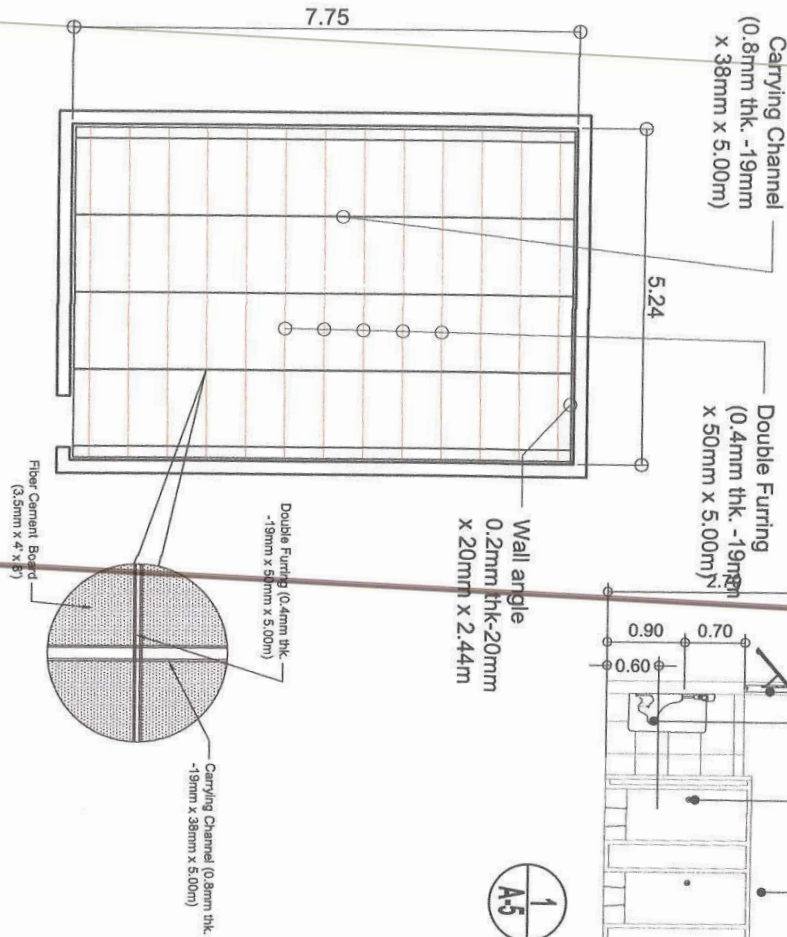 7.75
Carrying Channel
(0.8mm thk. -19mm
x 38mm x 5.00m)
5.24
Double Furring
(0.4mm thk. -19mm
x 50mm x 5.00m)
Wall angle
0.2mm thk-20mm
x 20mm x 2.44m
0.90
0.70
0.60
Double Furring (0.4mm thk.
-19mm x 50mm x 5.00m)
Fiber Cement Board
(3.5mm x 4' x 8')
Carrying Channel (0.8mm thk.
-19mm x 38mm x 5.00m)
1
A-5